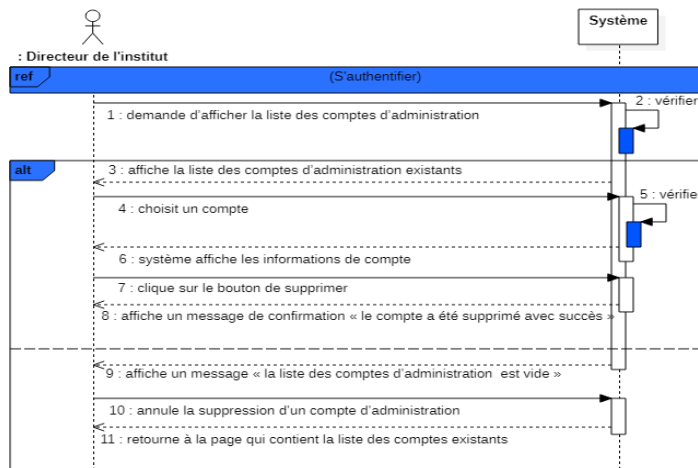 Système
: Directeur de l'institut
ref
(S'authentifier)
2 : vérifier
1 : demande d'afficher la liste des comptes d'administration
alt
3 : affiche la liste des comptes d'administration existants
5 : vérifier
4 : choisit un compte
6 : système affiche les informations de compte
7 : clique sur le bouton de supprimer
8 : affiche un message de confirmation « le compte a été supprimé avec succès »
9 : affiche un message « la liste des comptes d'administration est vide »
10 : annule la suppression d'un compte d'administration
11 : retourne à la page qui contient la liste des comptes existants